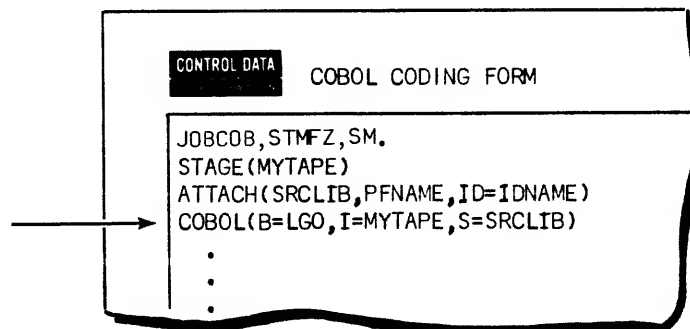 CONTROL DATA
COBOL CODING FORM
JOBCOB,STMFZ,SM.
STAGE(MYTAPE)
ATTACH(SRCLIB,PFNAME,ID=IDNAME)
COBOL(B=LGO,I=MYTAPE,S=SRCLIB)